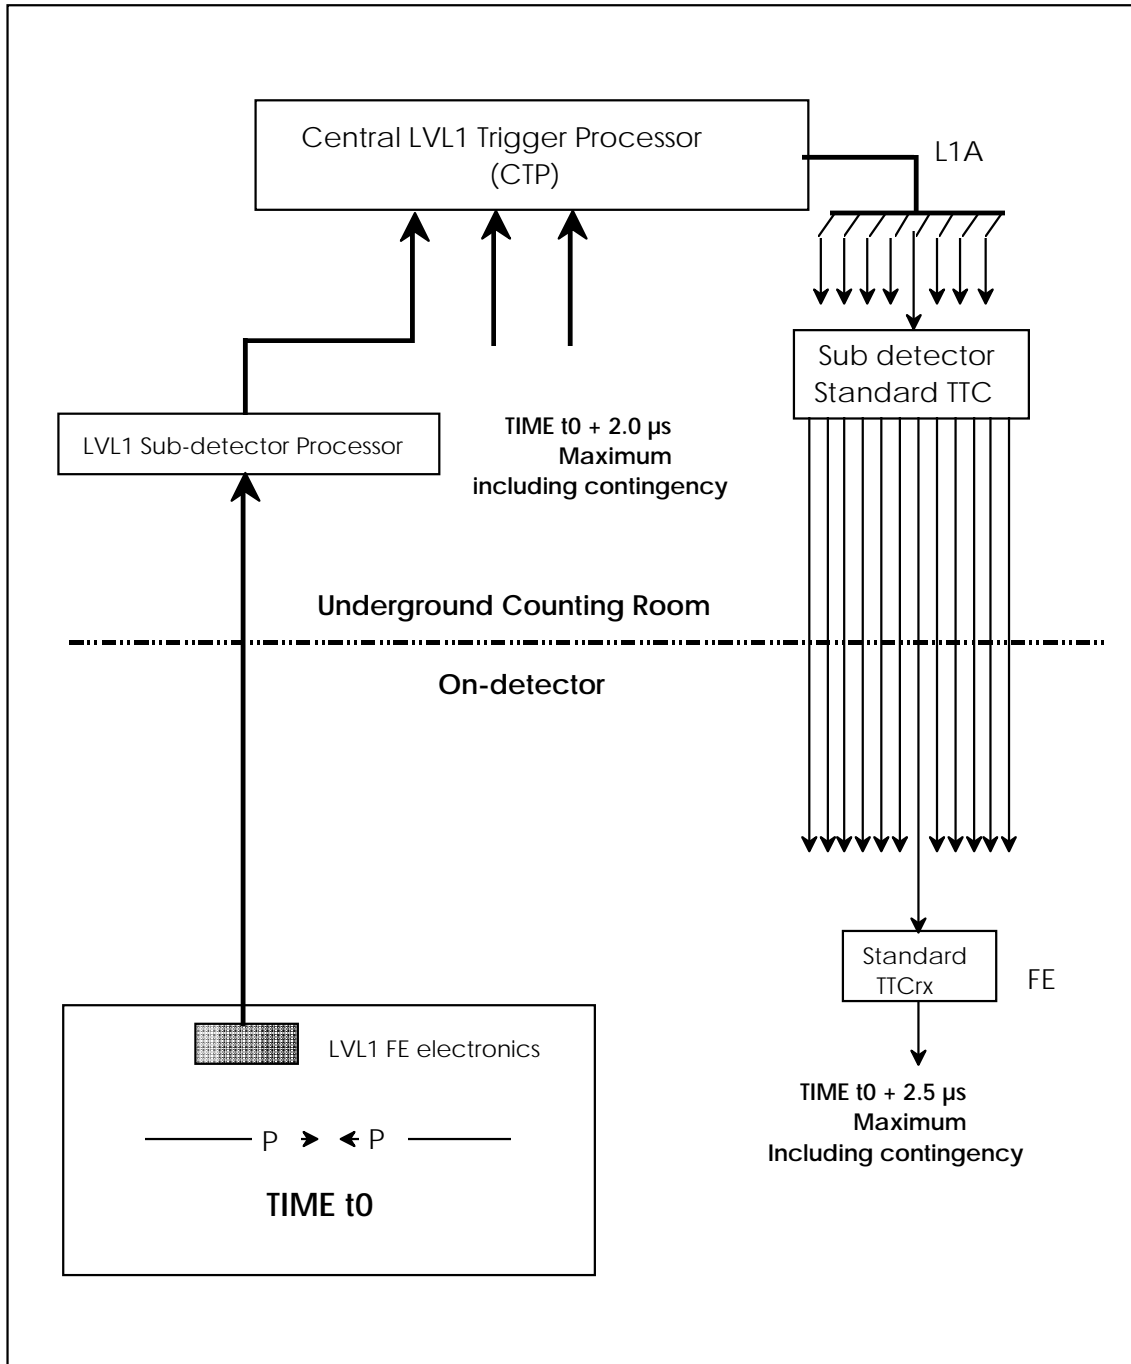 Central LVL1 Trigger Processor
(CTP)
L1A
Sub detector
Standard TTC
LVL1 Sub-detector Processor
TIME t0 + 2.0 µs
Maximum
including contingency
Underground Counting Room
On-detector
Standard
TTCrx
FE
LVL1 FE electronics
P P
TIME t0
TIME t0 + 2.5 µs
Maximum
Including contingency